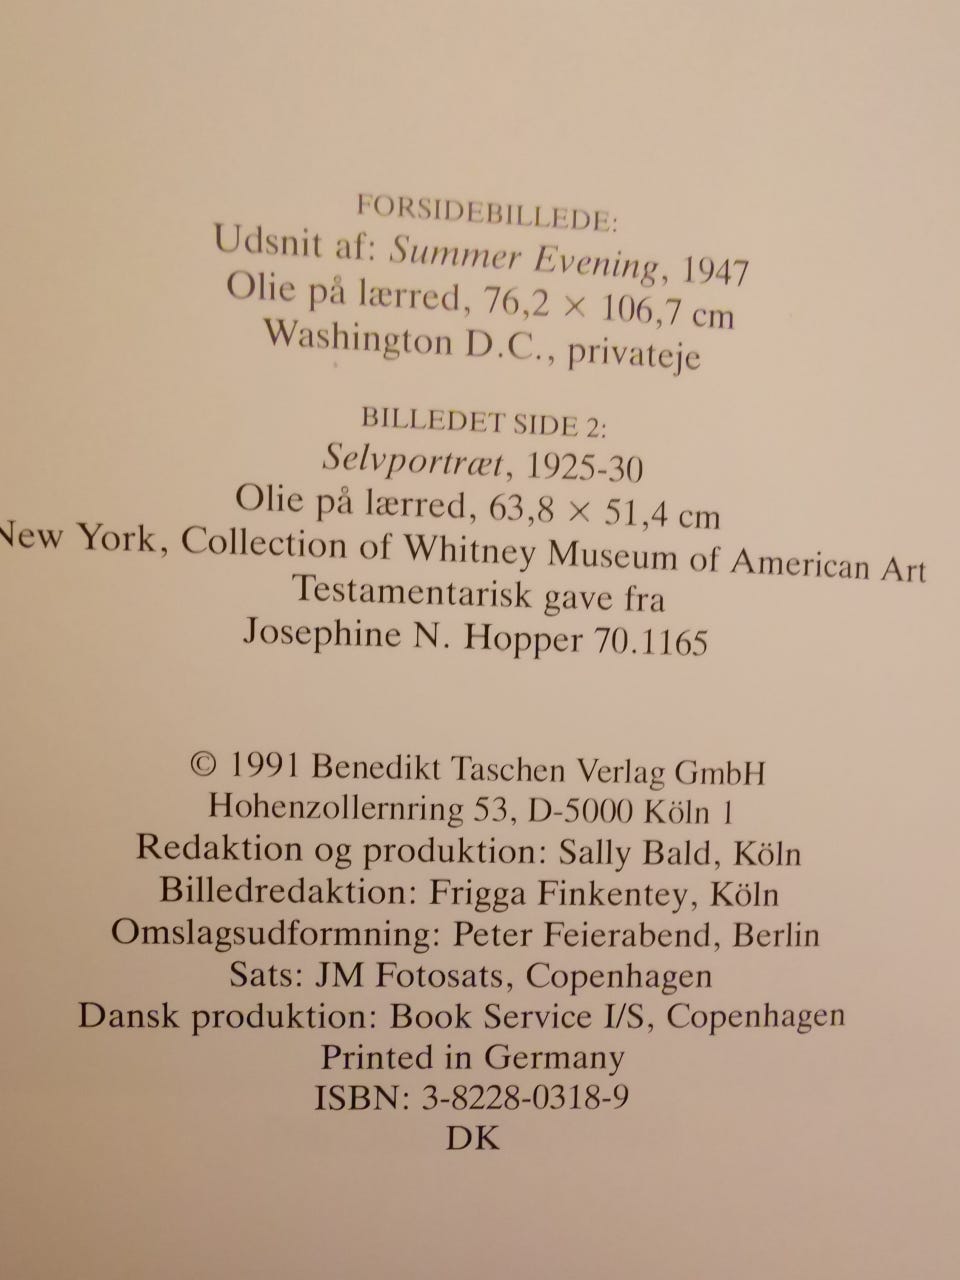 FORSIDEBILLEDE:
Udsnit af: Summer Evening, 1947
Olie på lærred, 76,2 × 106,7 cm
Washington D.C., privateje
BILLEDET SIDE 2:
Selvportræt, 1925-30
Olie på lærred, 63,8 × 51,4 cm
New York, Collection of Whitney Museum of American Art
Testamentarisk gave fra
Josephine N. Hopper 70.1165
© 1991 Benedikt Taschen Verlag GmbH
Hohenzollernring 53, D-5000 Köln 1
Redaktion og produktion: Sally Bald, Köln
Billedredaktion: Frigga Finkentey, Köln
Omslagsudformning: Peter Feierabend, Berlin
Sats: JM Fotosats, Copenhagen
Dansk produktion: Book Service I/S, Copenhagen
Printed in Germany
ISBN: 3-8228-0318-9
DK